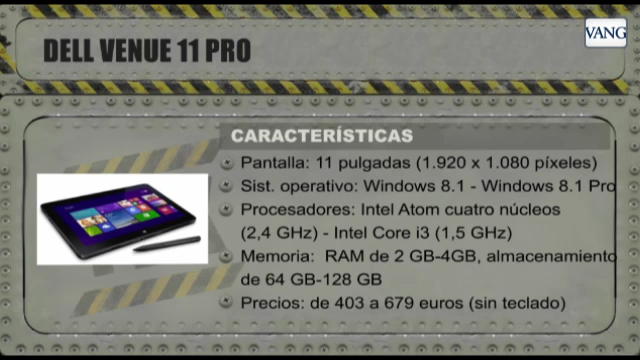 VANG
DELL VENUE 11 PRO
CARACTERÍSTICAS
Pantalla: 11 pulgadas (1.920 x 1.080 píxeles)
Sist. operativo: Windows 8.1 - Windows 8.1 Pro
Procesadores: Intel Atom cuatro núcleos
(2,4 GHz) - Intel Core i3 (1,5 GHz)
Memoria: RAM de 2 GB-4GB, almacenamiento
de 64 GB-128 GB
Precios: de 403 a 679 euros (sin teclado)